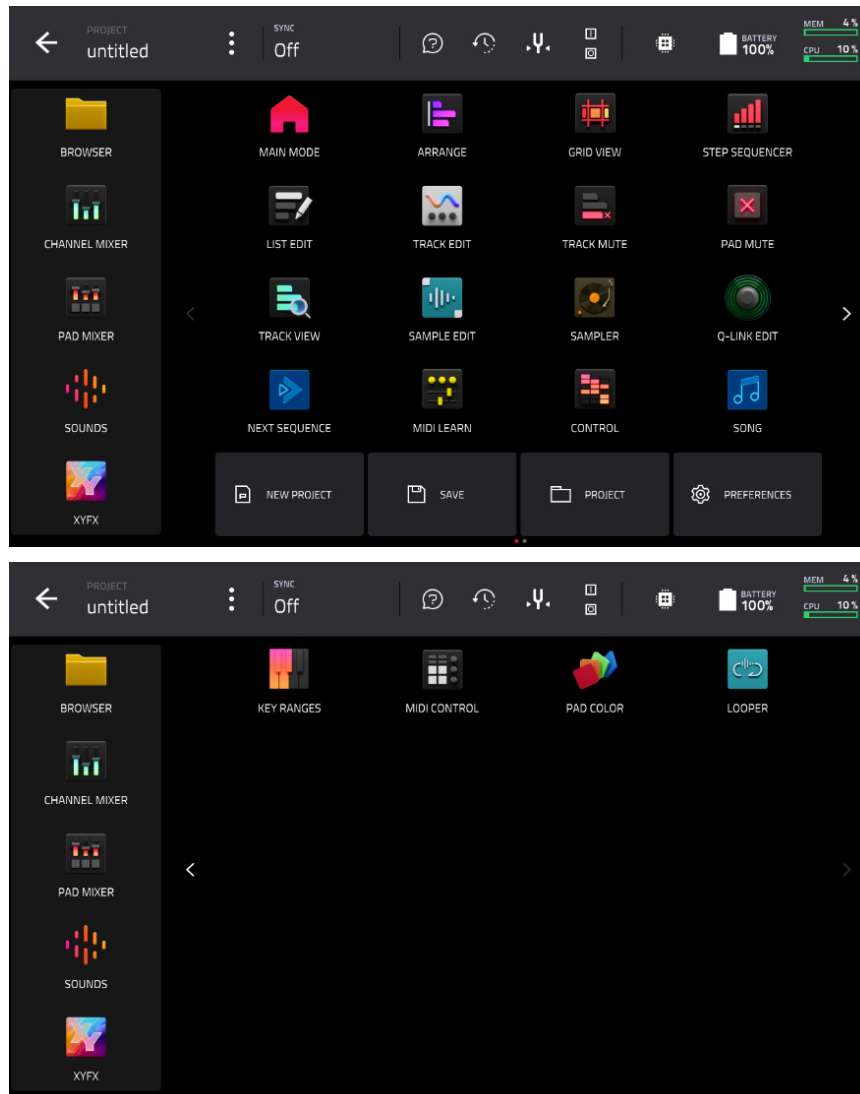 PROJECT
untitled
SYNC
Off
BATTERY
100%
MEM 4%
CPU 10%
BROWSER
CHANNEL MIXER
PAD MIXER
SOUNDS
XYFX
MAIN MODE
ARRANGE
GRID VIEW
STEP SEQUENCER
LIST EDIT
TRACK EDIT
TRACK MUTE
PAD MUTE
TRACK VIEW
SAMPLE EDIT
SAMPLER
Q-LINK EDIT
NEXT SEQUENCE
MIDI LEARN
CONTROL
SONG
NEW PROJECT
SAVE
PROJECT
PREFERENCES
PROJECT
untitled
SYNC
Off
BATTERY
100%
MEM 4%
CPU 10%
BROWSER
CHANNEL MIXER
PAD MIXER
SOUNDS
XYFX
KEY RANGES
MIDI CONTROL
PAD COLOR
LOOPER